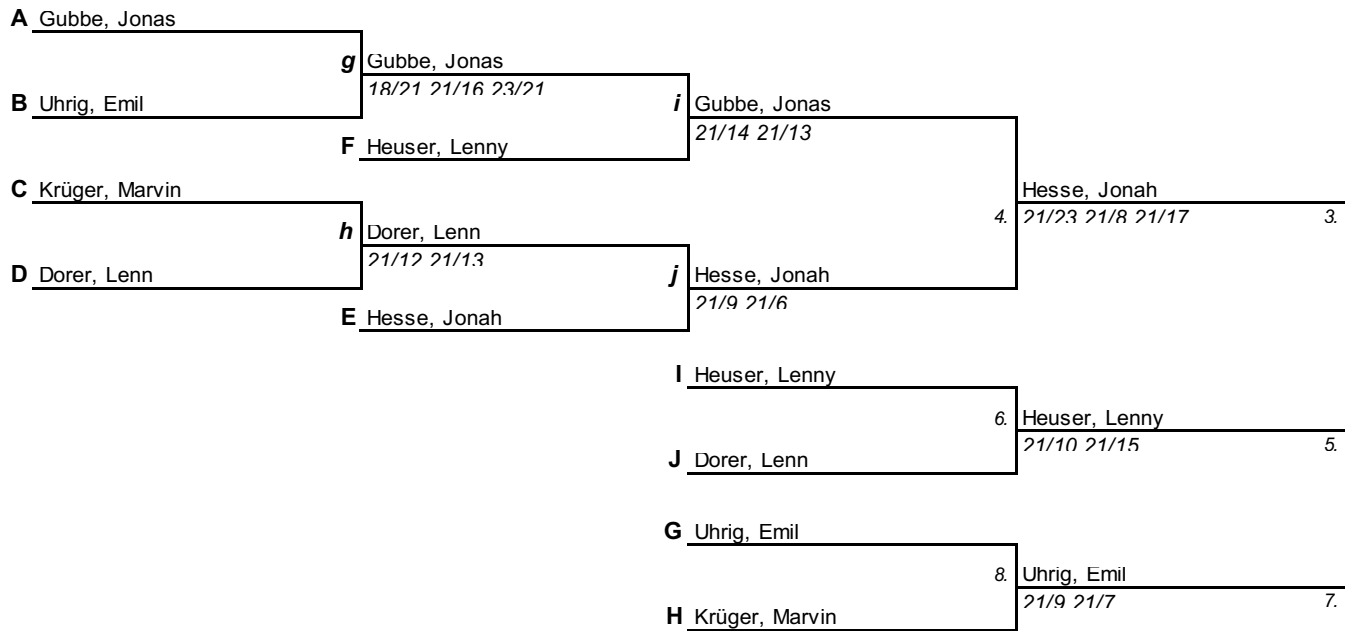 A Gubbe, Jonas
g Gubbe, Jonas
18/21 21/16 23/21
B Uhrig, Emil
i Gubbe, Jonas
21/14 21/13
F Heuser, Lenny
C Krüger, Marvin
Hesse, Jonah
4. 21/23 21/8 21/17 3.
h Dorer, Lenn
21/12 21/13
D Dorer, Lenn
j Hesse, Jonah
21/9 21/6
E Hesse, Jonah
I Heuser, Lenny
6. Heuser, Lenny
21/10 21/15 5.
J Dorer, Lenn
G Uhrig, Emil
8. Uhrig, Emil
21/9 21/7 7.
H Krüger, Marvin